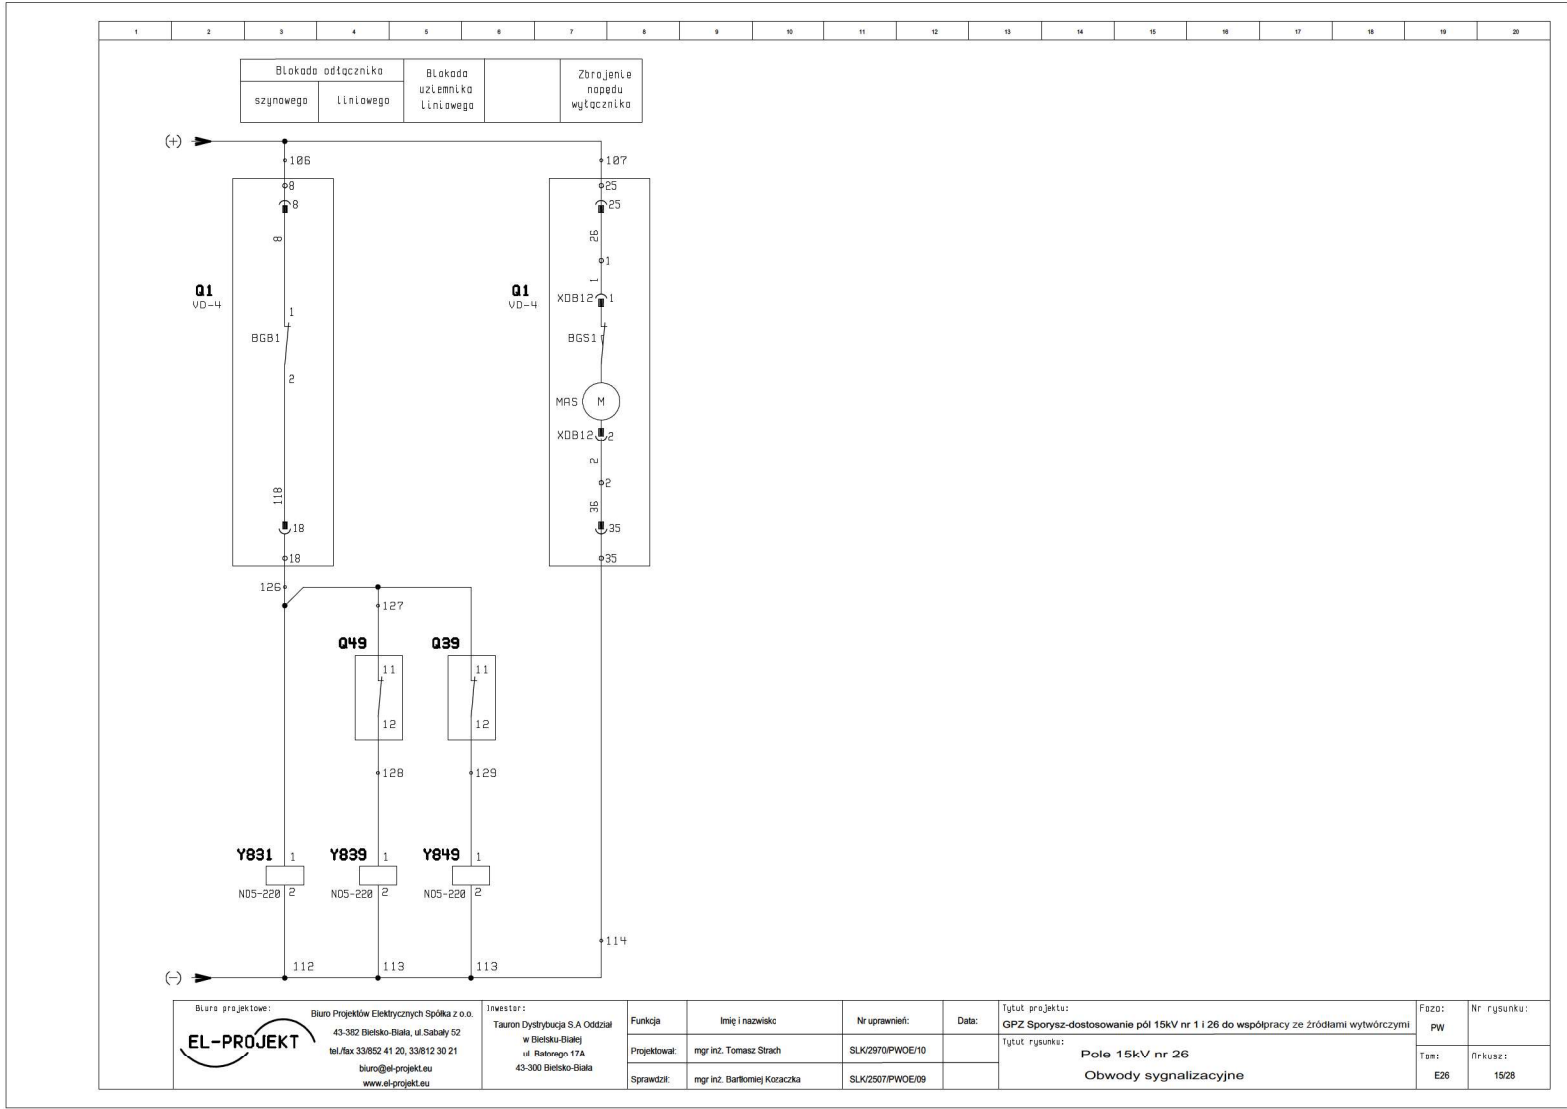 1 2 3 4 5 6 7 8 9 10 11 12 13 14 15 16 17 18 19 20
Blokada odłącznika
szynowego
liniowego
Blokada
uziemnika
liniowego
Zbrojenie
napędu
wyłącznika
(+)
106
107
8
8
8
25
25
26
1
1
Q1
VD-4
Q1
VD-4
XDB12
1
1
BGB1
2
BGS1
MAS
M
XDB12
2
2
2
36
118
18
18
35
35
126
127
Q49
Q39
11
11
12
12
128
129
Y831
1
Y839
1
Y849
1
ND5-220
2
ND5-220
2
ND5-220
2
114
112
113
113
(-)
Biuro projektowe:
EL-PROJEKT
Biuro Projektów Elektrycznych Spółka z o.o.
43-382 Bielsko-Biała, ul.Sabały 52
tel./fax 33/852 41 20, 33/812 30 21
biuro@el-projekt.eu
www.el-projekt.eu
Inwestor:
Tauron Dystrybucja S.A Oddział
w Bielsku-Białej
ul. Batorego 17A
43-300 Bielsko-Biała
Funkcja
Imię i nazwisko
Nr uprawnień:
Data:
Projektował:
mgr inż. Tomasz Strach
SLK/2970/PWOE/10
Sprawdził:
mgr inż. Bartłomiej Kozaczka
SLK/2507/PWOE/09
Tytuł projektu:
GPZ Sporysz-dostosowanie pól 15kV nr 1 i 26 do współpracy ze źródłami wytwórczymi
Tytuł rysunku:
Pole 15kV nr 26
Obwody sygnalizacyjne
Faza:
PW
Nr rysunku:
Tom:
E26
Arkusz:
15/28